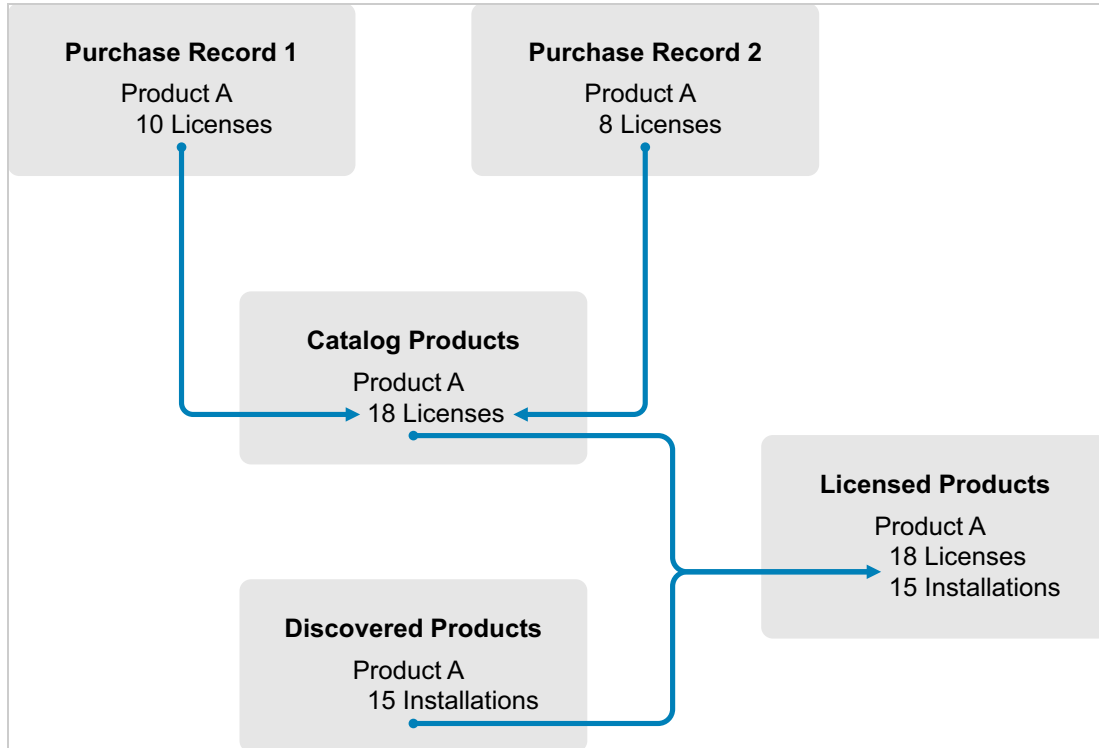 Purchase Record 1
Product A
10 Licenses
Purchase Record 2
Product A
8 Licenses
Catalog Products
Product A
18 Licenses
Licensed Products
Product A
18 Licenses
15 Installations
Discovered Products
Product A
15 Installations